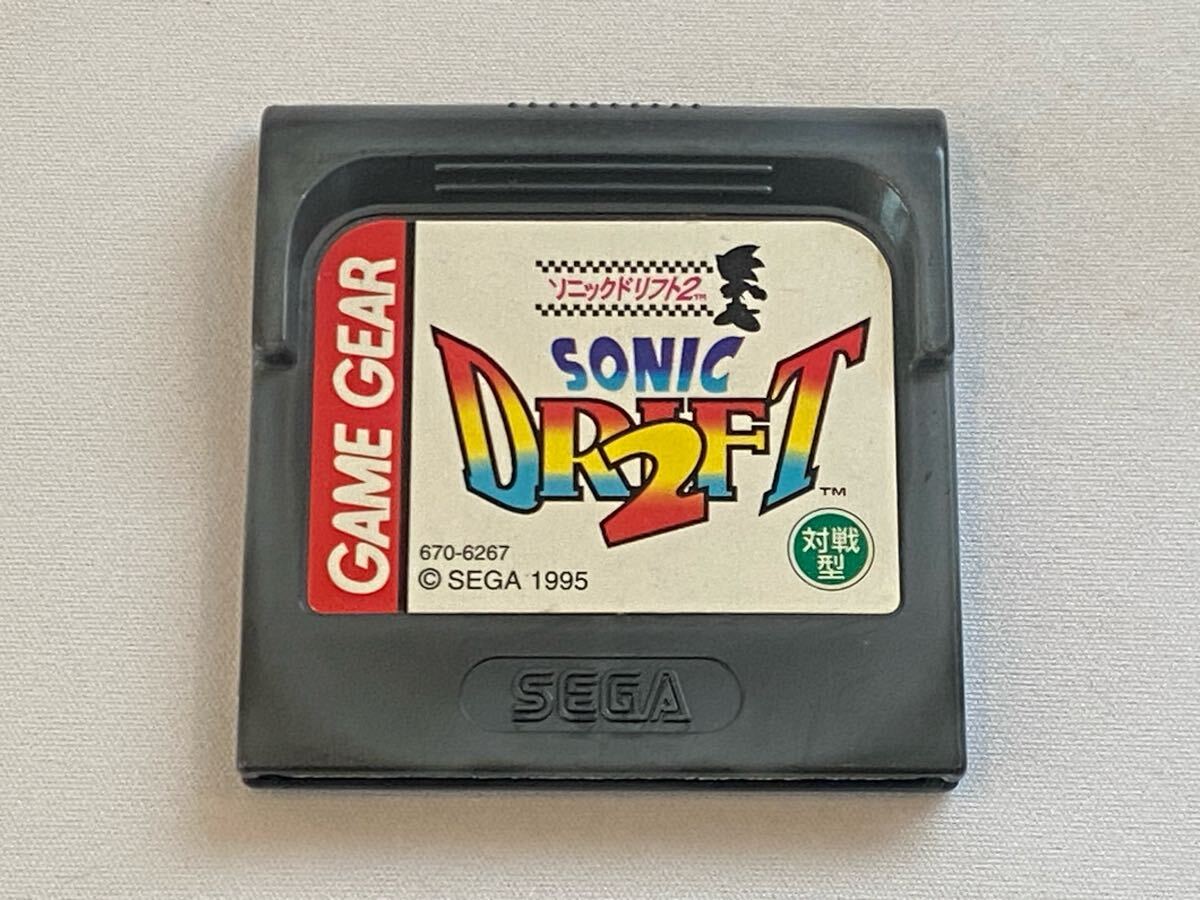 GAME GEAR
ソニックドリフト2™
SONIC
DRIFT
2
™
670-6267
© SEGA 1995
対戦
型
SEGA